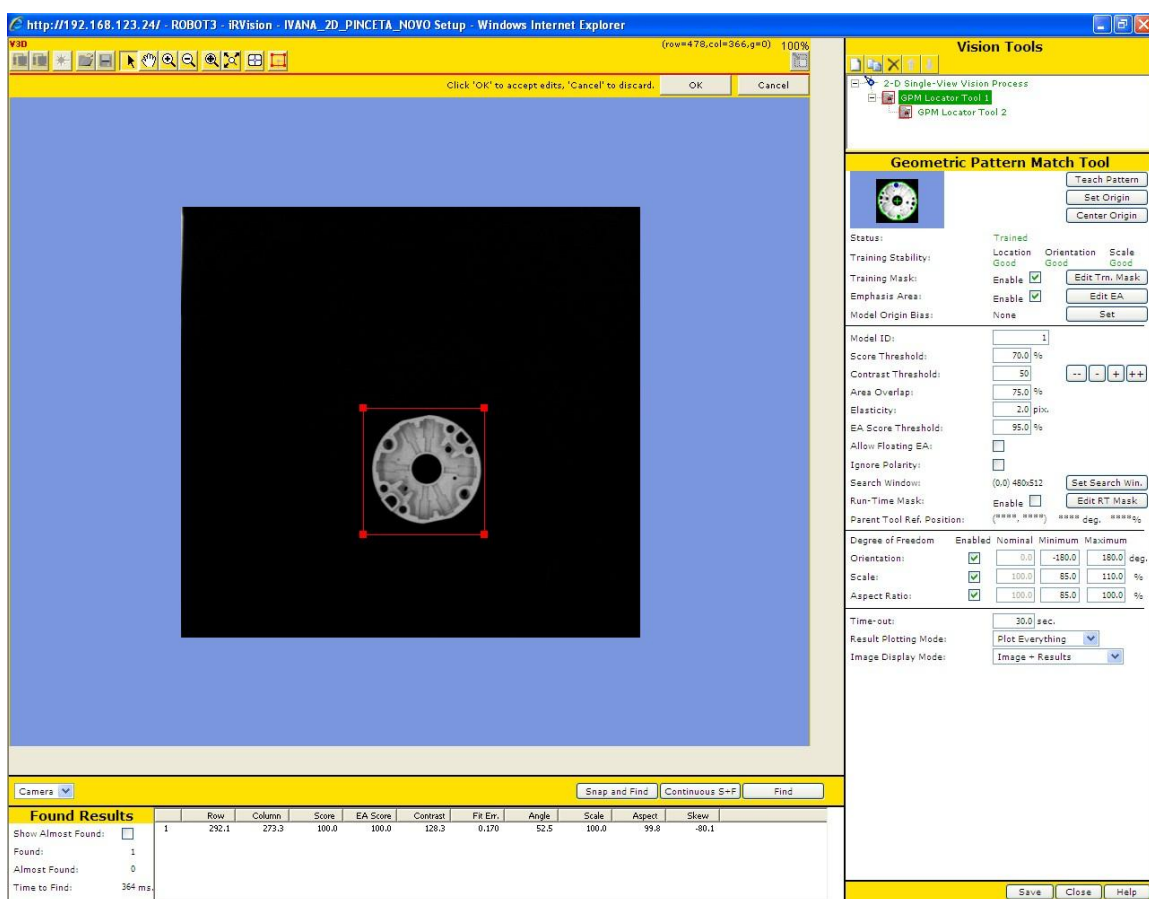 http://192.168.123.24/ - ROBOT3 - iRVision - IVANA_2D_PINCETA_NOVO Setup - Windows Internet Explorer
V3D
(row=478,col=366,g=0) 100%
Click 'OK' to accept edits, 'Cancel' to discard. OK Cancel
Vision Tools
2-D Single-View Vision Process
GPM Locator Tool 1
GPM Locator Tool 2
Geometric Pattern Match Tool
Teach Pattern
Set Origin
Center Origin
Status: Trained
Training Stability: Location Orientation Scale
Good Good Good
Training Mask: Enable Edit Trn. Mask
Emphasis Area: Enable Edit EA
Model Origin Bias: None Set
Model ID: 1
Score Threshold: 70.0 %
Contrast Threshold: 50 -- - + ++
Area Overlap: 75.0 %
Elasticity: 2.0 pix.
EA Score Threshold: 95.0 %
Allow Floating EA:
Ignore Polarity:
Search Window: (0.0) 480x512 Set Search Win.
Run-Time Mask: Enable Edit RT Mask
Parent Tool Ref. Position: (****, ****) **** deg. ****%
Degree of Freedom Enabled Nominal Minimum Maximum
Orientation: 0.0 -180.0 180.0 deg.
Scale: 100.0 85.0 110.0 %
Aspect Ratio: 100.0 85.0 100.0 %
Time-out: 30.0 sec.
Result Plotting Mode: Plot Everything
Image Display Mode: Image + Results
Camera Snap and Find Continuous S+F Find
Found Results
Show Almost Found:
Found: 1
Almost Found: 0
Time to Find: 364 ms.
Row Column Score EA Score Contrast Fit Err. Angle Scale Aspect Skew
1 292.1 273.3 100.0 100.0 128.3 0.170 52.5 100.0 99.8 -80.1
Save Close Help